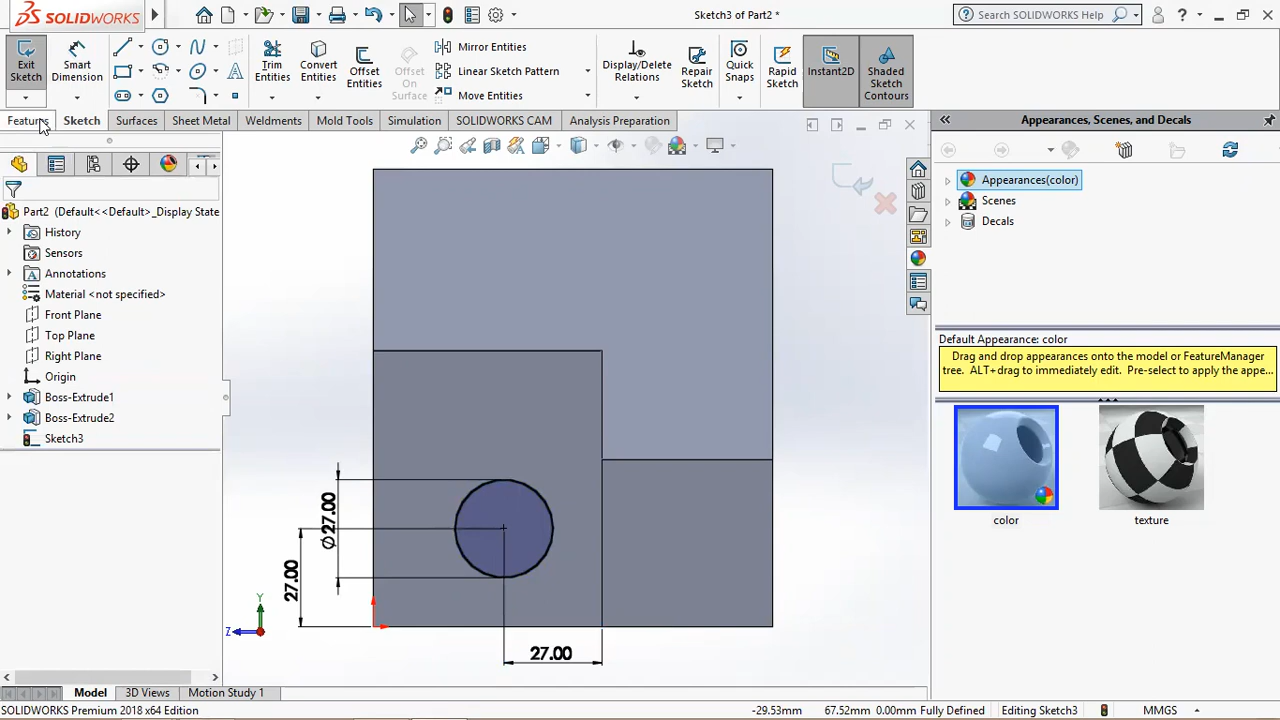 SOLIDWORKS
Sketch3 of Part2 *
Search SOLIDWORKS Help
?
Exit Sketch
Smart Dimension
Trim Entities
Convert Entities
Offset Entities
Offset On Surface
Mirror Entities
Linear Sketch Pattern
Move Entities
Display/Delete Relations
Repair Sketch
Quick Snaps
Rapid Sketch
Instant2D
Shaded Sketch Contours
Features
Sketch
Surfaces
Sheet Metal
Weldments
Mold Tools
Simulation
SOLIDWORKS CAM
Analysis Preparation
Appearances, Scenes, and Decals
Part2 (Default<<Default>_Display State
History
Sensors
Annotations
Material <not specified>
Front Plane
Top Plane
Right Plane
Origin
Boss-Extrude1
Boss-Extrude2
Sketch3
Appearances(color)
Scenes
Decals
Default Appearance: color
Drag and drop appearances onto the model or FeatureManager
tree. ALT+drag to immediately edit. Pre-select to apply the appe...
color
texture
∅27.00
27.00
27.00
Y
Z
Model
3D Views
Motion Study 1
SOLIDWORKS Premium 2018 x64 Edition
-29.53mm
67.52mm
0.00mm
Fully Defined
Editing Sketch3
MMGS